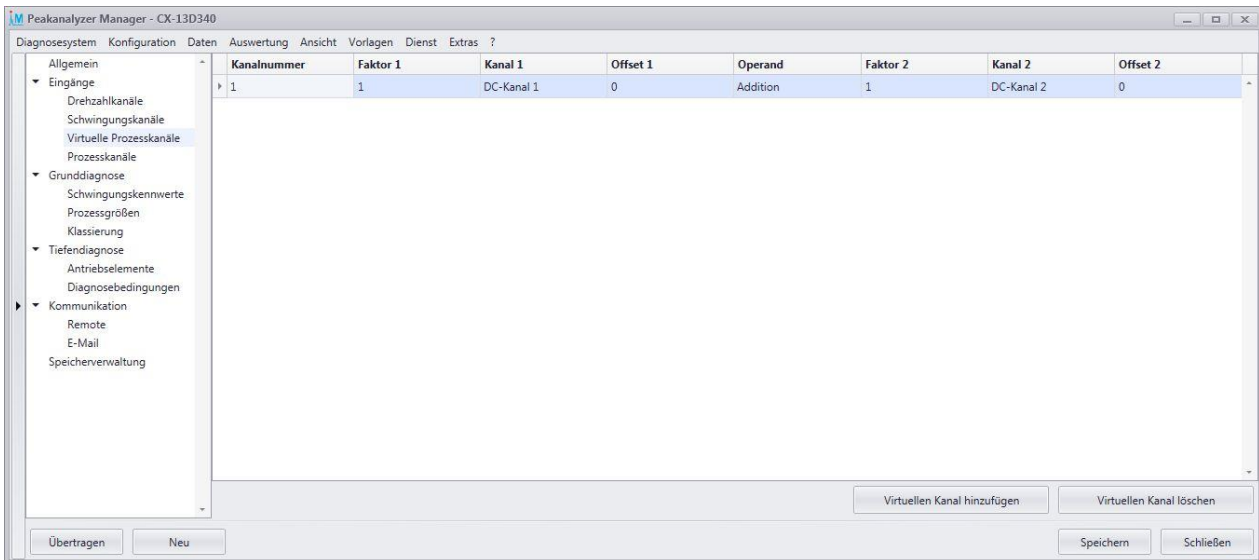 Peakanalyzer Manager - CX-13D340
Diagnosesystem Konfiguration Daten Auswertung Ansicht Vorlagen Dienst Extras ?
Allgemein
Eingänge
Drehzahlkanäle
Schwingungskanäle
Virtuelle Prozesskanäle
Prozesskanäle
Grunddiagnose
Schwingungskennwerte
Prozessgrößen
Klassierung
Tiefendiagnose
Antriebselemente
Diagnosebedingungen
Kommunikation
Remote
E-Mail
Speicherverwaltung
Kanalnummer Faktor 1 Kanal 1 Offset 1 Operand Faktor 2 Kanal 2 Offset 2
1 1 DC-Kanal 1 0 Addition 1 DC-Kanal 2 0
Virtuellen Kanal hinzufügen Virtuellen Kanal löschen
Übertragen Neu Speichern Schließen